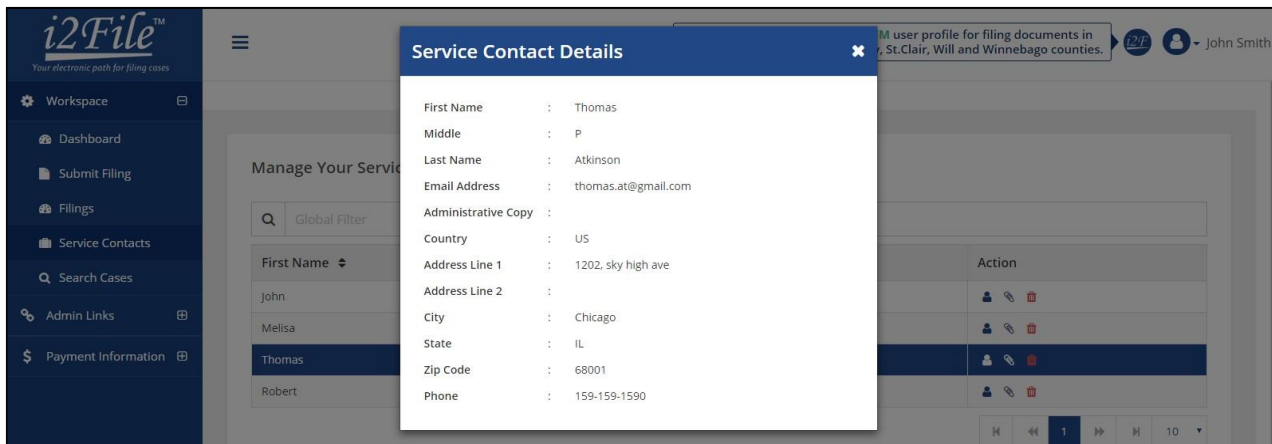 i2File™
Your electronic path for filing cases
Workspace
Dashboard
Submit Filing
Filings
Service Contacts
Search Cases
Admin Links
$ Payment Information
M user profile for filing documents in
, St.Clair, Will and Winnebago counties.
i2F
John Smith
Manage Your Servic
Global Filter
First Name
Action
John
Melisa
Thomas
Robert
1
10
Service Contact Details
First Name : Thomas
Middle : P
Last Name : Atkinson
Email Address : thomas.at@gmail.com
Administrative Copy :
Country : US
Address Line 1 : 1202, sky high ave
Address Line 2 :
City : Chicago
State : IL
Zip Code : 68001
Phone : 159-159-1590